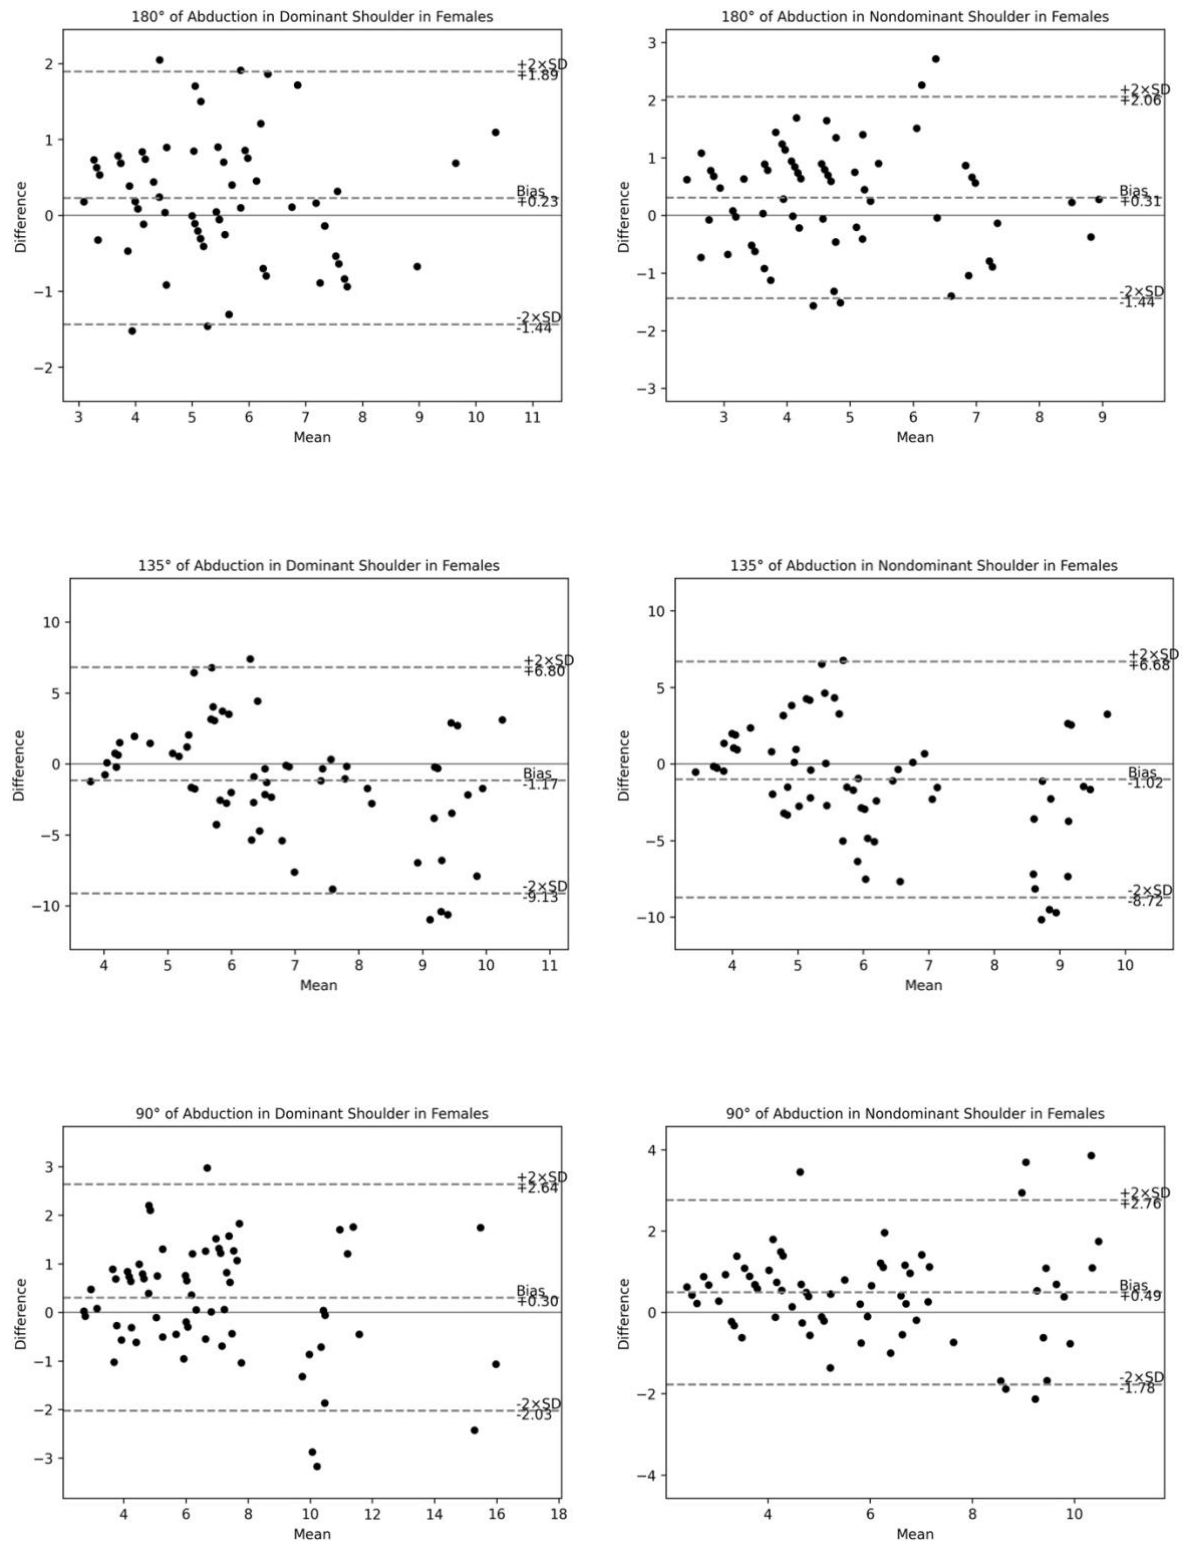 180° of Abduction in Dominant Shoulder in Females
Difference
2
1
0
−1
−2
+2×SD
+1.89
Bias
+0.23
-2×SD
-1.44
3 4 5 6 7 8 9 10 11
Mean
180° of Abduction in Nondominant Shoulder in Females
Difference
3
2
1
0
−1
−2
−3
+2×SD
+2.06
Bias
+0.31
-2×SD
-1.44
3 4 5 6 7 8 9
Mean
135° of Abduction in Dominant Shoulder in Females
Difference
10
5
0
−5
−10
+2×SD
+6.80
Bias
-1.17
-2×SD
-9.13
4 5 6 7 8 9 10 11
Mean
135° of Abduction in Nondominant Shoulder in Females
Difference
10
5
0
−5
−10
+2×SD
+6.68
Bias
-1.02
-2×SD
-8.72
4 5 6 7 8 9 10
Mean
90° of Abduction in Dominant Shoulder in Females
Difference
3
2
1
0
−1
−2
−3
+2×SD
+2.64
Bias
+0.30
-2×SD
-2.03
4 6 8 10 12 14 16 18
Mean
90° of Abduction in Nondominant Shoulder in Females
Difference
4
2
0
−2
−4
+2×SD
+2.76
Bias
+0.49
-2×SD
-1.78
4 6 8 10
Mean